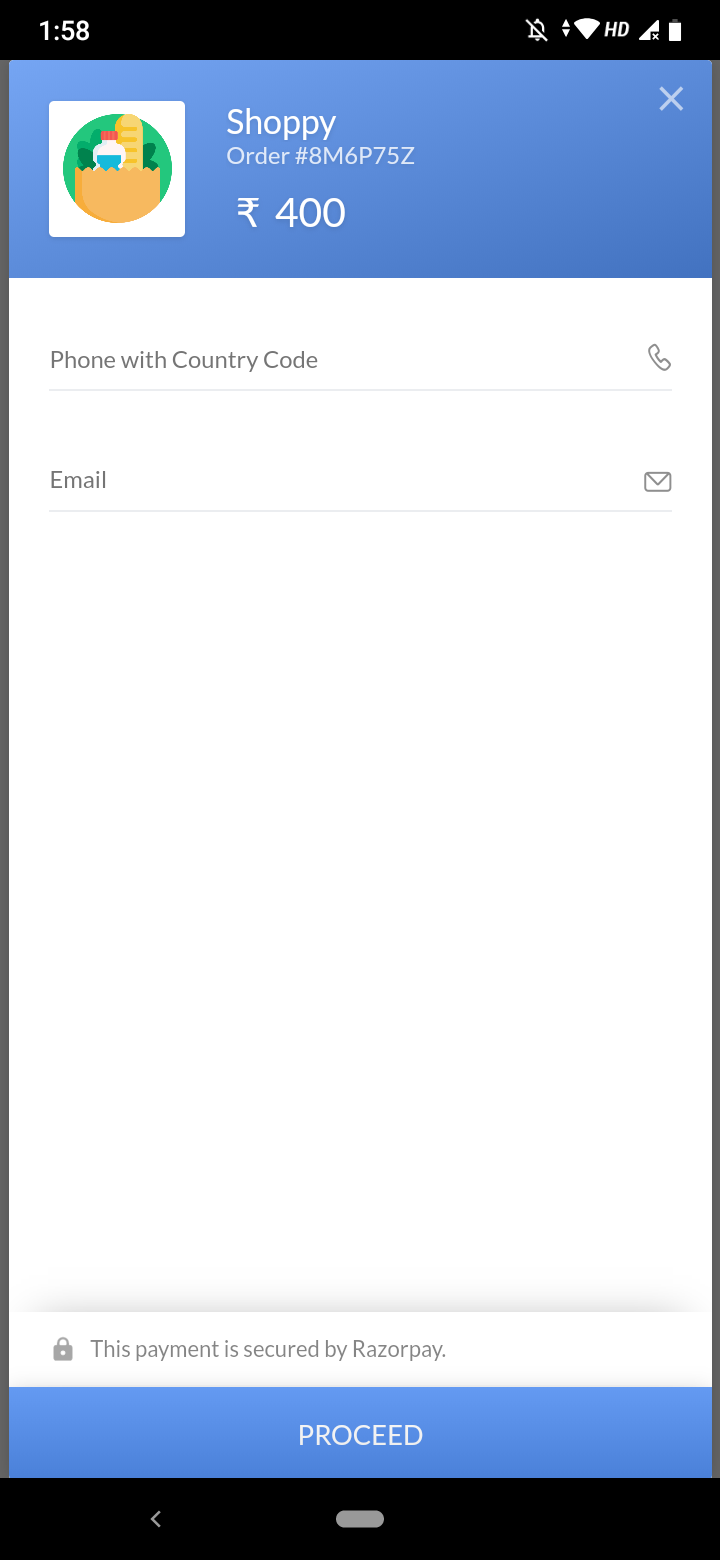 1:58
HD
Shoppy
Order #8M6P75Z
₹ 400
Phone with Country Code
Email
This payment is secured by Razorpay.
PROCEED